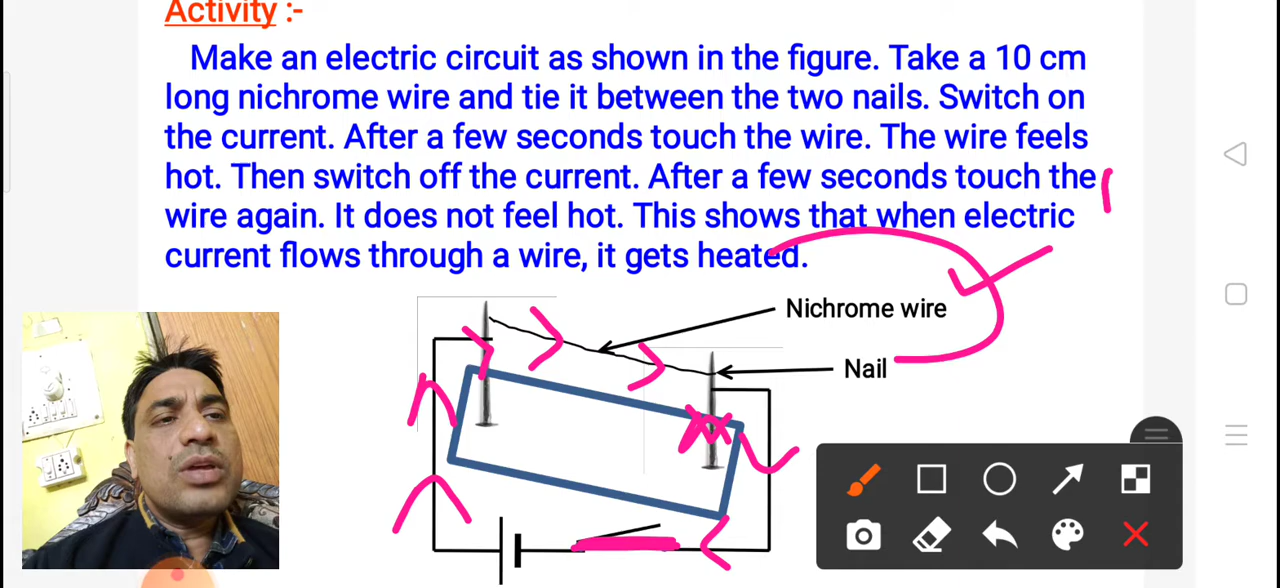 Activity :-
Make an electric circuit as shown in the figure. Take a 10 cm
long nichrome wire and tie it between the two nails. Switch on
the current. After a few seconds touch the wire. The wire feels
hot. Then switch off the current. After a few seconds touch the
wire again. It does not feel hot. This shows that when electric
current flows through a wire, it gets heated.
Nichrome wire
Nail